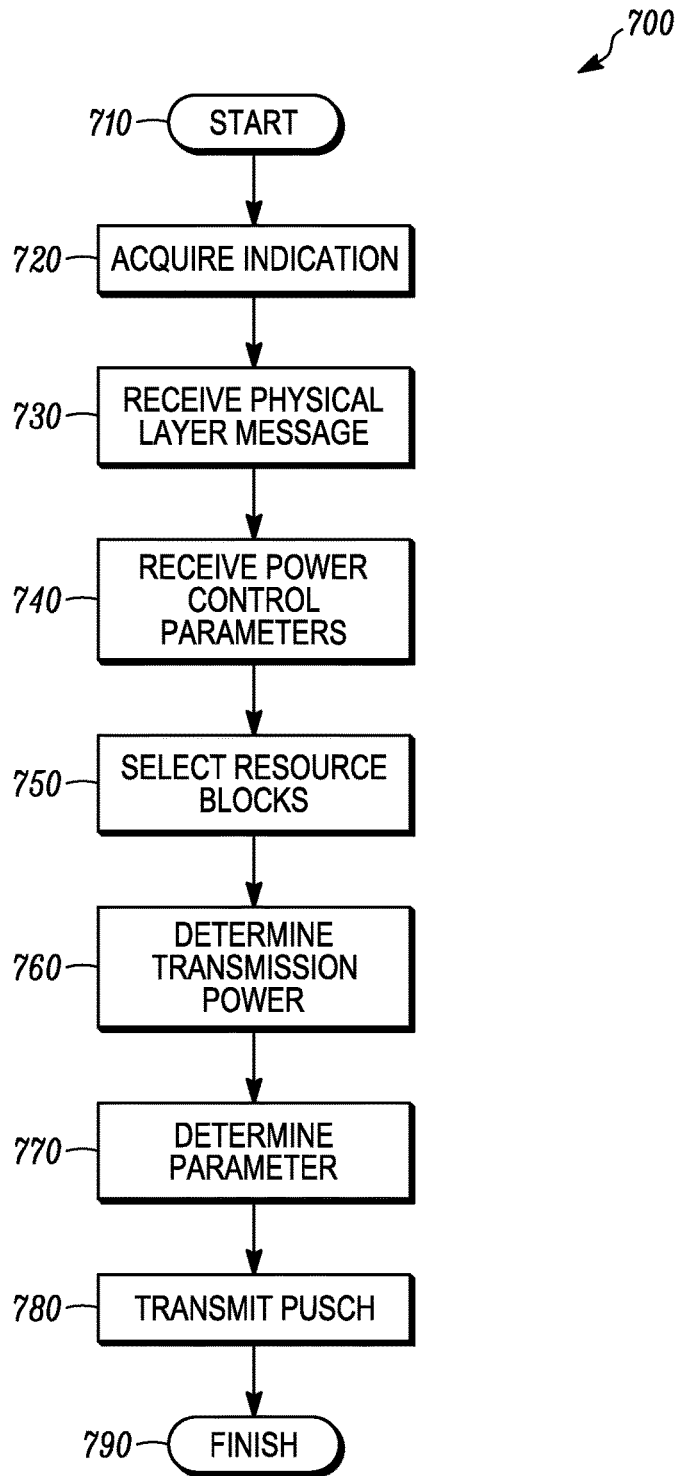 700
710 START
720 ACQUIRE INDICATION
730 RECEIVE PHYSICAL
LAYER MESSAGE
740 RECEIVE POWER
CONTROL
PARAMETERS
750 SELECT RESOURCE
BLOCKS
760 DETERMINE
TRANSMISSION
POWER
770 DETERMINE
PARAMETER
780 TRANSMIT PUSCH
790 FINISH